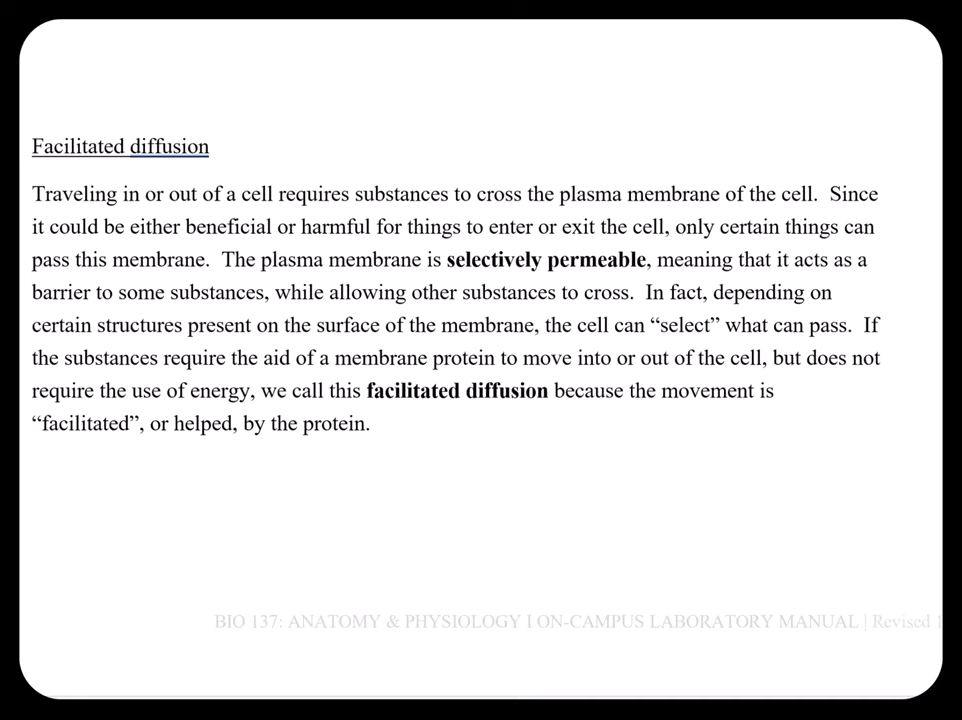 Facilitated diffusion
Traveling in or out of a cell requires substances to cross the plasma membrane of the cell.  Since
it could be either beneficial or harmful for things to enter or exit the cell, only certain things can
pass this membrane.  The plasma membrane is selectively permeable, meaning that it acts as a
barrier to some substances, while allowing other substances to cross.  In fact, depending on
certain structures present on the surface of the membrane, the cell can “select” what can pass.  If
the substances require the aid of a membrane protein to move into or out of the cell, but does not
require the use of energy, we call this facilitated diffusion because the movement is
“facilitated”, or helped, by the protein.
BIO 137: ANATOMY & PHYSIOLOGY I ON-CAMPUS LABORATORY MANUAL | Revised